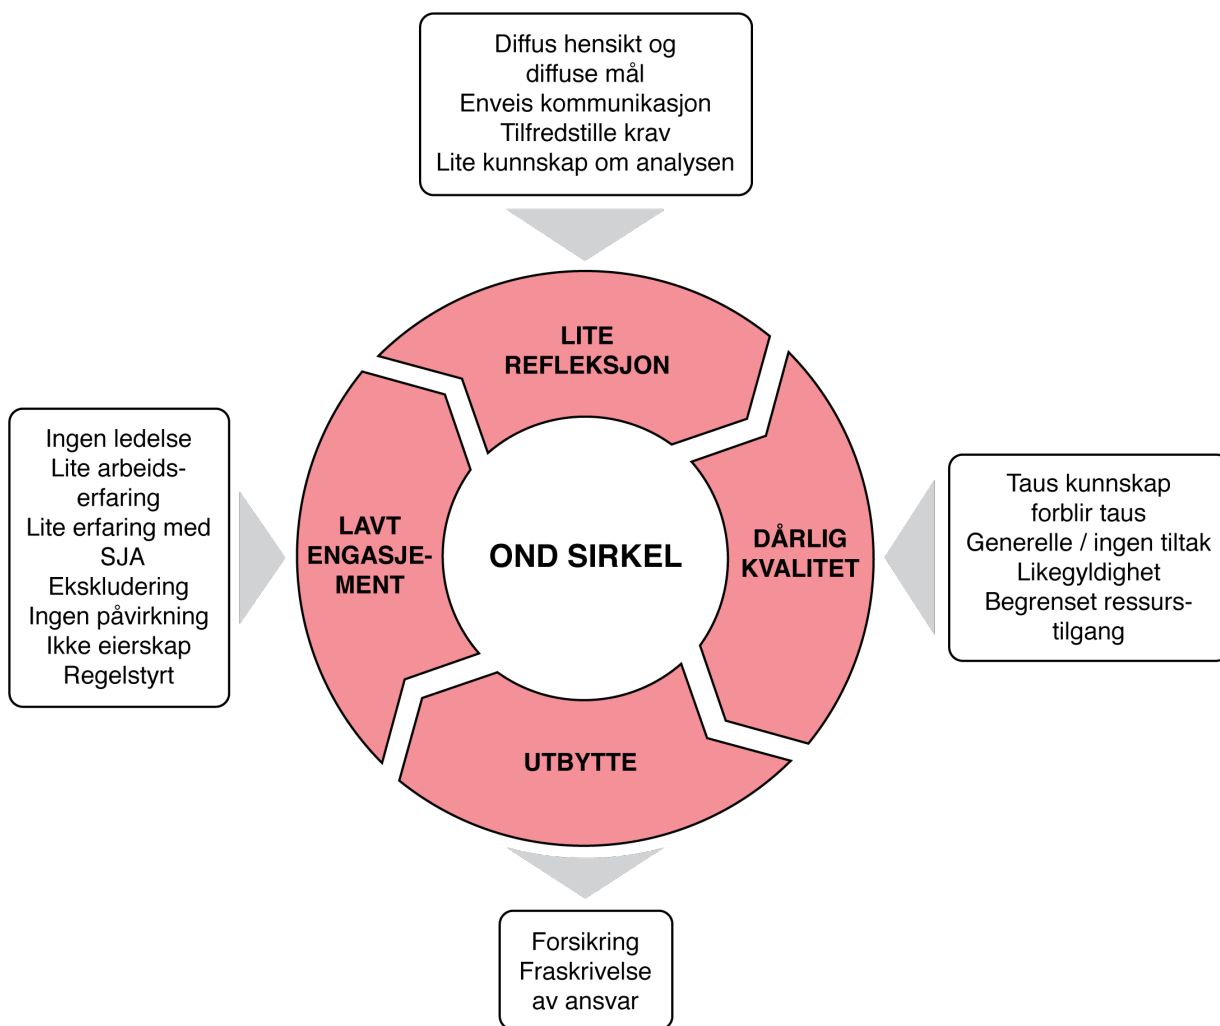 Diffus hensikt og
diffuse mål
Enveis kommunikasjon
Tilfredstille krav
Lite kunnskap om analysen
LITE
REFLEKSJON
Ingen ledelse
Lite arbeids-
erfaring
Lite erfaring med
SJA
Ekskludering
Ingen påvirkning
Ikke eierskap
Regelstyrt
LAVT
ENGASJE-
MENT
OND SIRKEL
DÅRLIG
KVALITET
Taus kunnskap
forblir taus
Generelle / ingen tiltak
Likegyldighet
Begrenset ressurs-
tilgang
UTBYTTE
Forsikring
Fraskrivelse
av ansvar